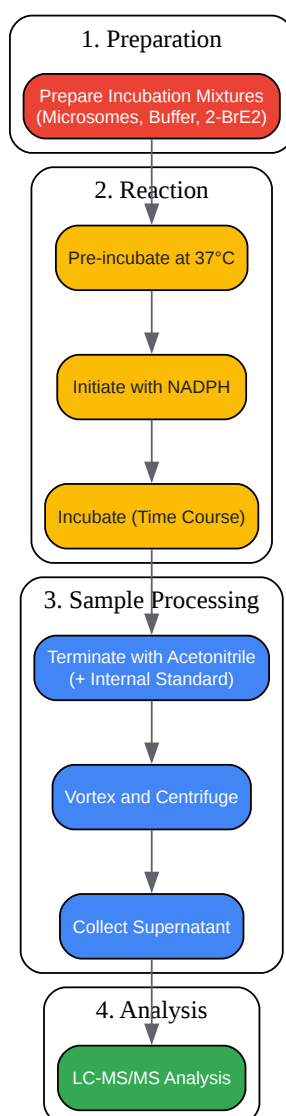 1. Preparation
Prepare Incubation Mixtures
(Microsomes, Buffer, 2-BrE2)
2. Reaction
Pre-incubate at 37°C
Initiate with NADPH
Incubate (Time Course)
3. Sample Processing
Terminate with Acetonitrile
(+ Internal Standard)
Vortex and Centrifuge
Collect Supernatant
4. Analysis
LC-MS/MS Analysis